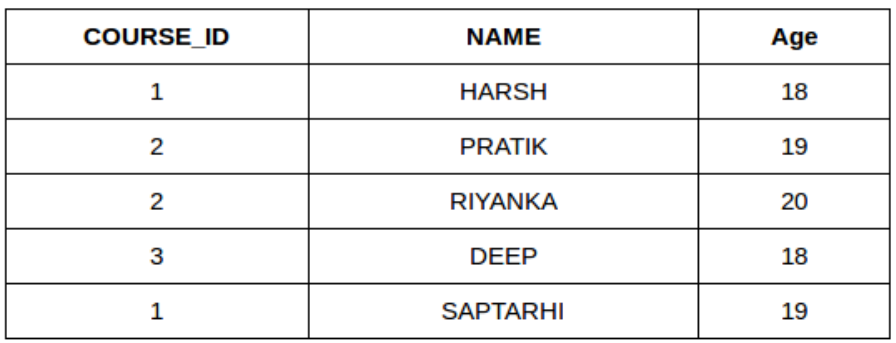 COURSE_ID NAME Age
1 HARSH 18
2 PRATIK 19
2 RIYANKA 20
3 DEEP 18
1 SAPTARHI 19